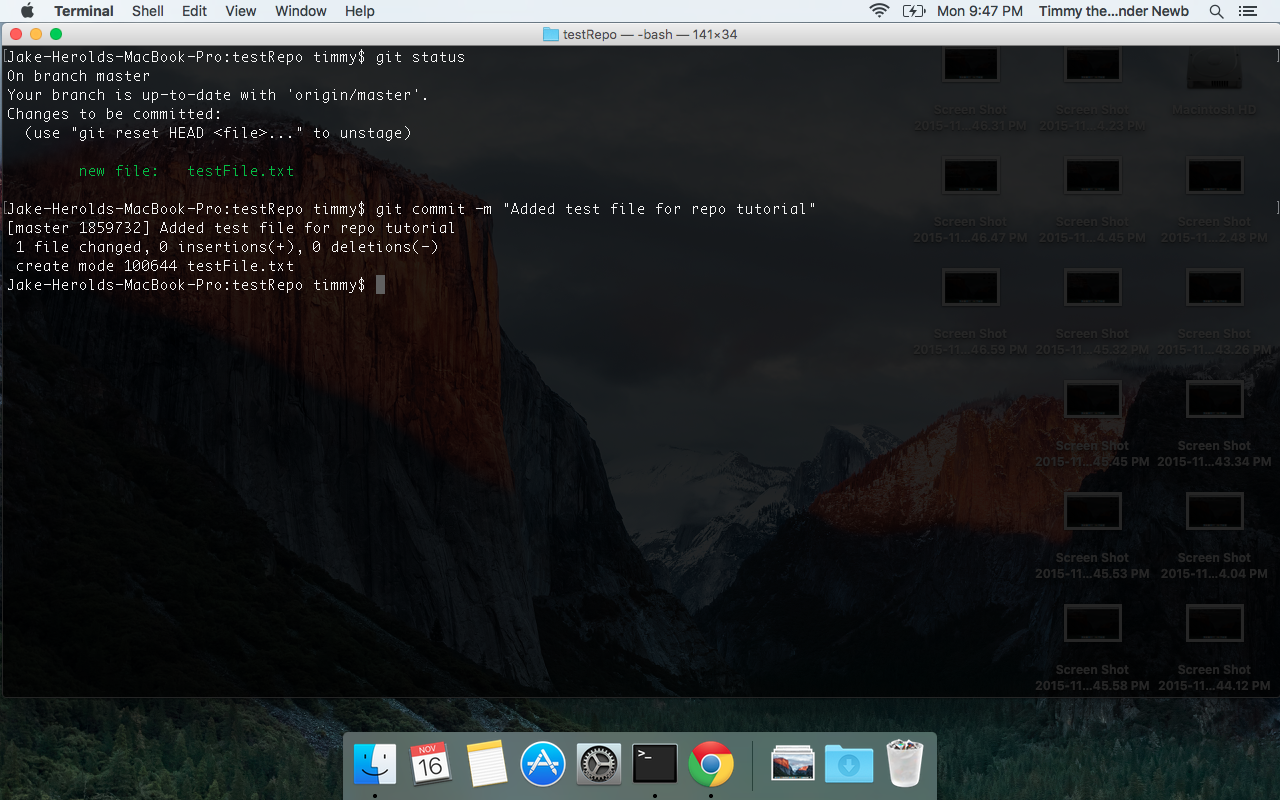 Terminal Shell Edit View Window Help Mon 9:47 PM Timmy the...nder Newb
testRepo — -bash — 141×34
[Jake-Herolds-MacBook-Pro:testRepo timmy$ git status ]
On branch master
Your branch is up-to-date with 'origin/master'.
Changes to be committed:
(use "git reset HEAD <file>..." to unstage)
new file: testFile.txt
[Jake-Herolds-MacBook-Pro:testRepo timmy$ git commit -m "Added test file for repo tutorial" ]
[master 1859732] Added test file for repo tutorial
1 file changed, 0 insertions(+), 0 deletions(-)
create mode 100644 testFile.txt
Jake-Herolds-MacBook-Pro:testRepo timmy$
Screen Shot Screen Shot Macintosh HD
2015-11...46.31 PM 2015-11...4.23 PM
Screen Shot Screen Shot Screen Shot
2015-11...46.47 PM 2015-11...4.45 PM 2015-11...2.48 PM
Screen Shot Screen Shot Screen Shot
2015-11...46.59 PM 2015-11...45.32 PM 2015-11...43.26 PM
Screen Shot Screen Shot
2015-11...45.45 PM 2015-11...43.34 PM
Screen Shot Screen Shot
2015-11...45.53 PM 2015-11...4.04 PM
Screen Shot Screen Shot
2015-11...45.58 PM 2015-11...44.12 PM
NOV
16
>_